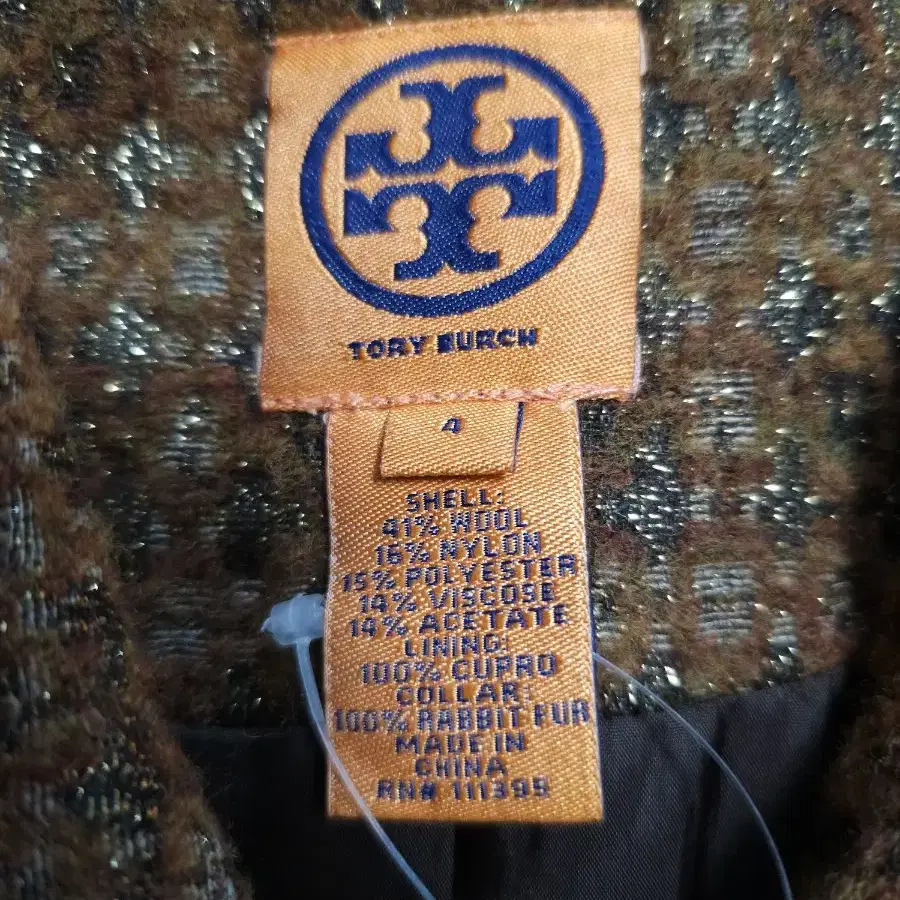 TORY BURCH
4
SHELL:
41% WOOL
16% NYLON
15% POLYESTER
14% VISCOSE
14% ACETATE
LINING:
100% CUPRO
COLLAR:
100% RABBIT FUR
MADE IN
CHINA
RN# 111395